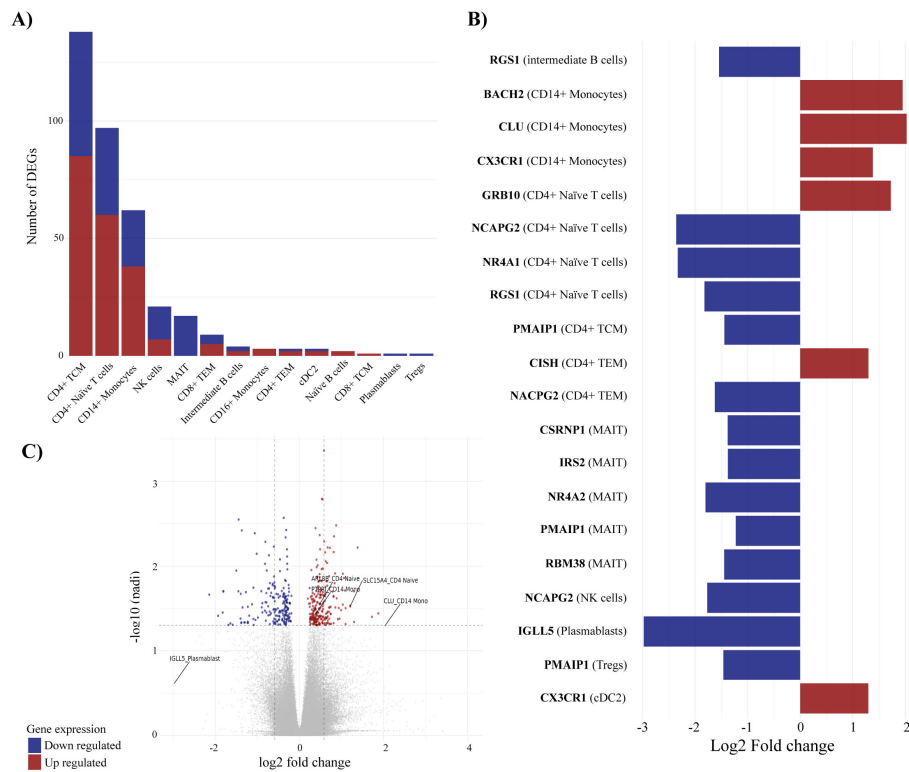 A)
Number of DEGs
100
50
0
CD4+ TCM
CD4+ Naïve T cells
CD14+ Monocytes
NK cells
MAIT
CD8+ TEM
Intermediate B cells
CD16+ Monocytes
CD4+ TEM
cDC2
Naïve B cells
CD8+ TCM
Plasmablasts
Tregs
B)
RGS1 (intermediate B cells)
BACH2 (CD14+ Monocytes)
CLU (CD14+ Monocytes)
CX3CR1 (CD14+ Monocytes)
GRB10 (CD4+ Naïve T cells)
NCAPG2 (CD4+ Naïve T cells)
NR4A1 (CD4+ Naïve T cells)
RGS1 (CD4+ Naïve T cells)
PMAIP1 (CD4+ TCM)
CISH (CD4+ TEM)
NACPG2 (CD4+ TEM)
CSRNP1 (MAIT)
IRS2 (MAIT)
NR4A2 (MAIT)
PMAIP1 (MAIT)
RBM38 (MAIT)
NCAPG2 (NK cells)
IGLL5 (Plasmablasts)
PMAIP1 (Tregs)
CX3CR1 (cDC2)
-3 -2 -1 0 1 2
Log2 Fold change
C)
-log10 (madj)
3
2
1
0
CD4 Naive
CD14 Mono
SLC15A4_CD4 Naive
CLU_CD14 Mono
IGLL5_Plasmablast
-2 0 2 4
log2 fold change
Gene expression
Down regulated
Up regulated